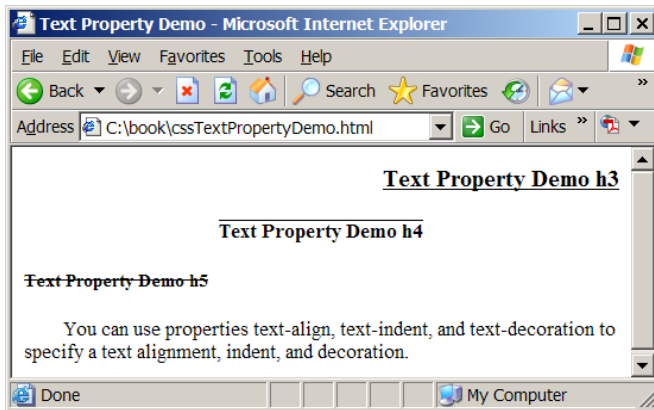 Text Property Demo - Microsoft Internet Explorer
File Edit View Favorites Tools Help
Back Search Favorites »
Address C:\book\cssTextPropertyDemo.html Go Links »
Text Property Demo h3
Text Property Demo h4
Text Property Demo h5
You can use properties text-align, text-indent, and text-decoration to
specify a text alignment, indent, and decoration.
Done My Computer